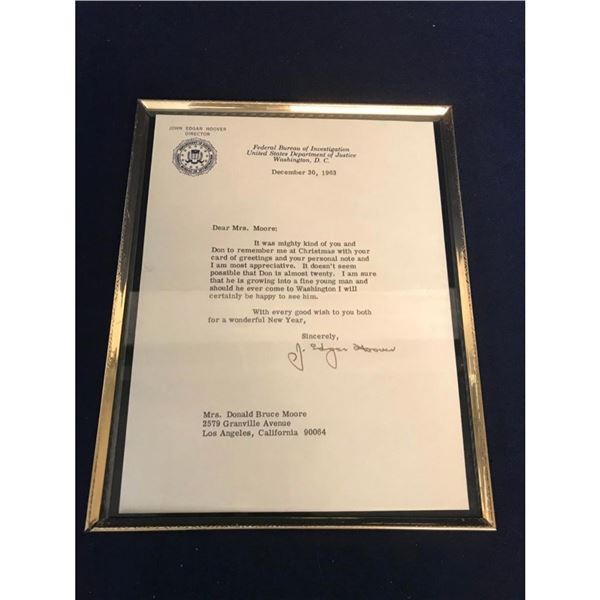 JOHN EDGAR HOOVER
DIRECTOR
Federal Bureau of Investigation
United States Department of Justice
Washington, D. C.
December 30, 1963
Dear Mrs. Moore:
It was mighty kind of you and
Don to remember me at Christmas with your
card of greetings and your personal note and
I am most appreciative. It doesn't seem
possible that Don is almost twenty. I am sure
that he is growing into a fine young man and
should he ever come to Washington I will
certainly be happy to see him.
With every good wish to you both
for a wonderful New Year,
Sincerely,
J. Edgar Hoover
Mrs. Donald Bruce Moore
2579 Granville Avenue
Los Angeles, California 90064